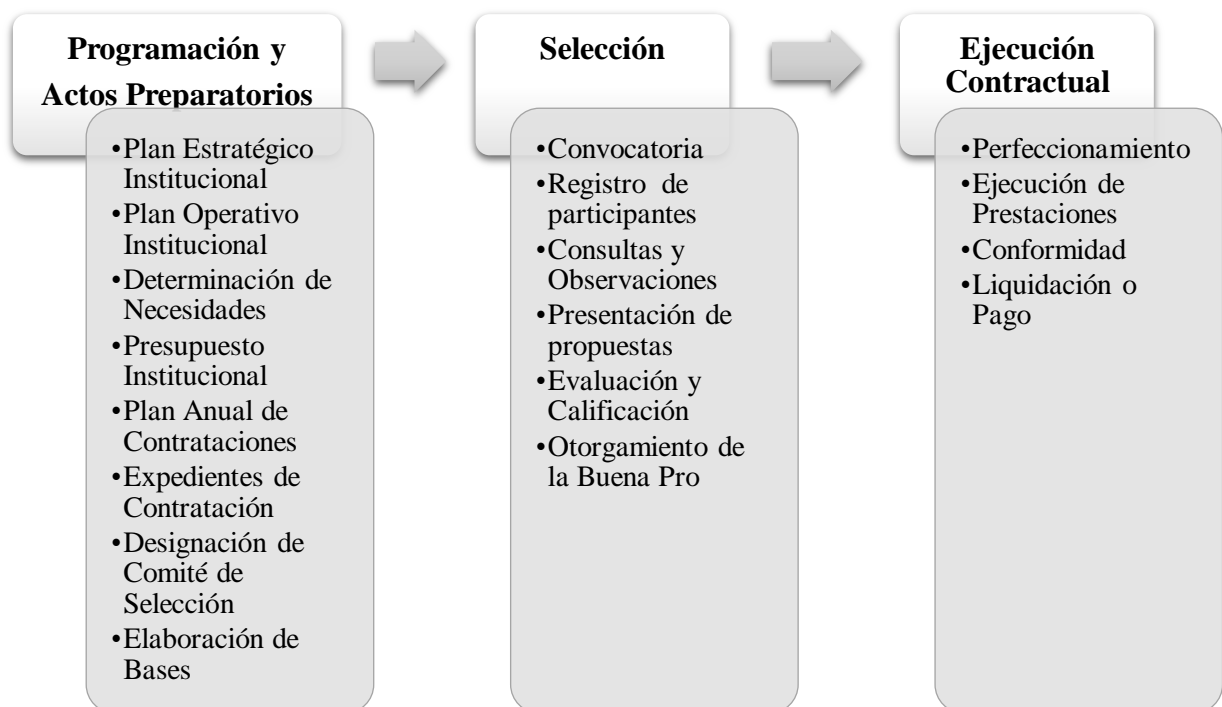 Programación y
Actos Preparatorios
•Plan Estratégico
Institucional
•Plan Operativo
Institucional
•Determinación de
Necesidades
•Presupuesto
Institucional
•Plan Anual de
Contrataciones
•Expedientes de
Contratación
•Designación de
Comité de
Selección
•Elaboración de
Bases
Selección
•Convocatoria
•Registro de
participantes
•Consultas y
Observaciones
•Presentación de
propuestas
•Evaluación y
Calificación
•Otorgamiento de
la Buena Pro
Ejecución
Contractual
•Perfeccionamiento
•Ejecución de
Prestaciones
•Conformidad
•Liquidación o
Pago